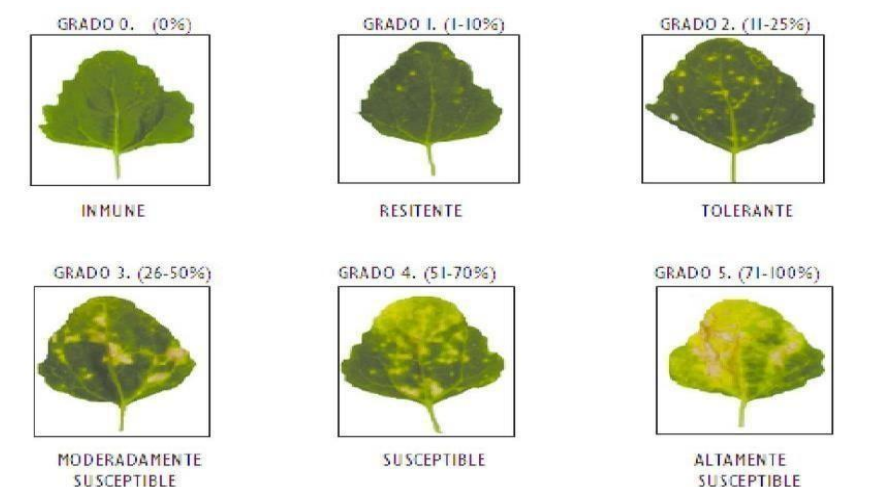 GRADO 0. (0%)
GRADO 1. (1-10%)
GRADO 2. (11-25%)
INMUNE
RESITENTE
TOLERANTE
GRADO 3. (26-50%)
GRADO 4. (51-70%)
GRADO 5. (71-100%)
MODERADAMENTE
SUSCEPTIBLE
SUSCEPTIBLE
ALTAMENTE
SUSCEPTIBLE